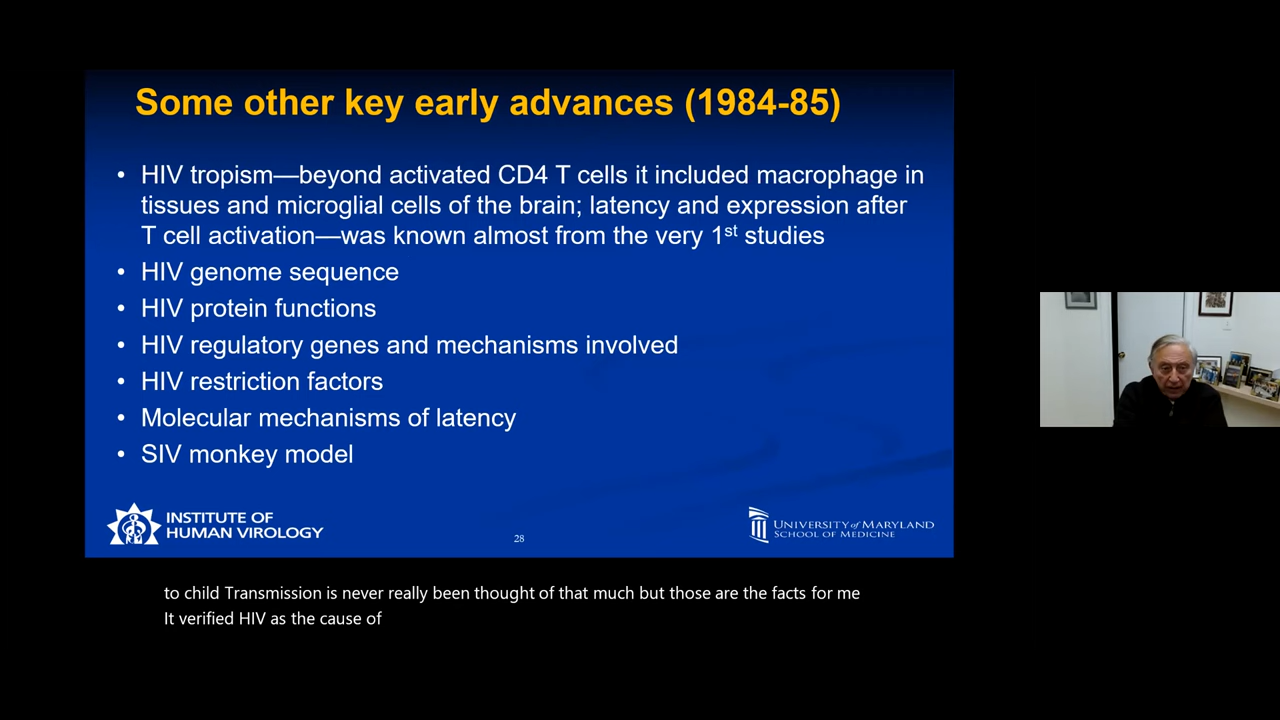 Some other key early advances (1984-85)
• HIV tropism—beyond activated CD4 T cells it included macrophage in
tissues and microglial cells of the brain; latency and expression after
T cell activation—was known almost from the very 1st studies
• HIV genome sequence
• HIV protein functions
• HIV regulatory genes and mechanisms involved
• HIV restriction factors
• Molecular mechanisms of latency
• SIV monkey model
INSTITUTE OF
HUMAN VIROLOGY
28
UNIVERSITY of MARYLAND
SCHOOL OF MEDICINE
to child Transmission is never really been thought of that much but those are the facts for me
It verified HIV as the cause of